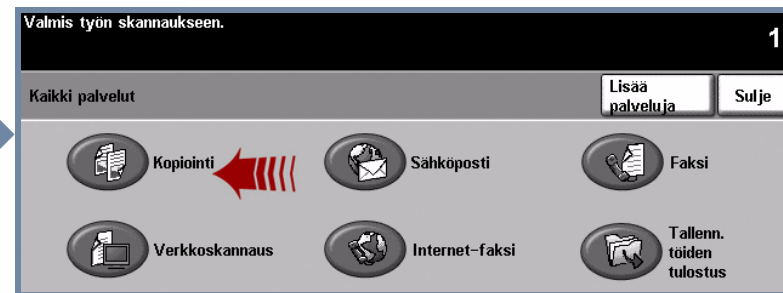 Valmis työn skannaukseen.
1
Kaikki palvelut
Lisää
palveluja
Sulje
Kopiointi
Sähköposti
Faksi
Verkkoskannaus
Internet-faksi
Tallenn.
töiden
tulostus